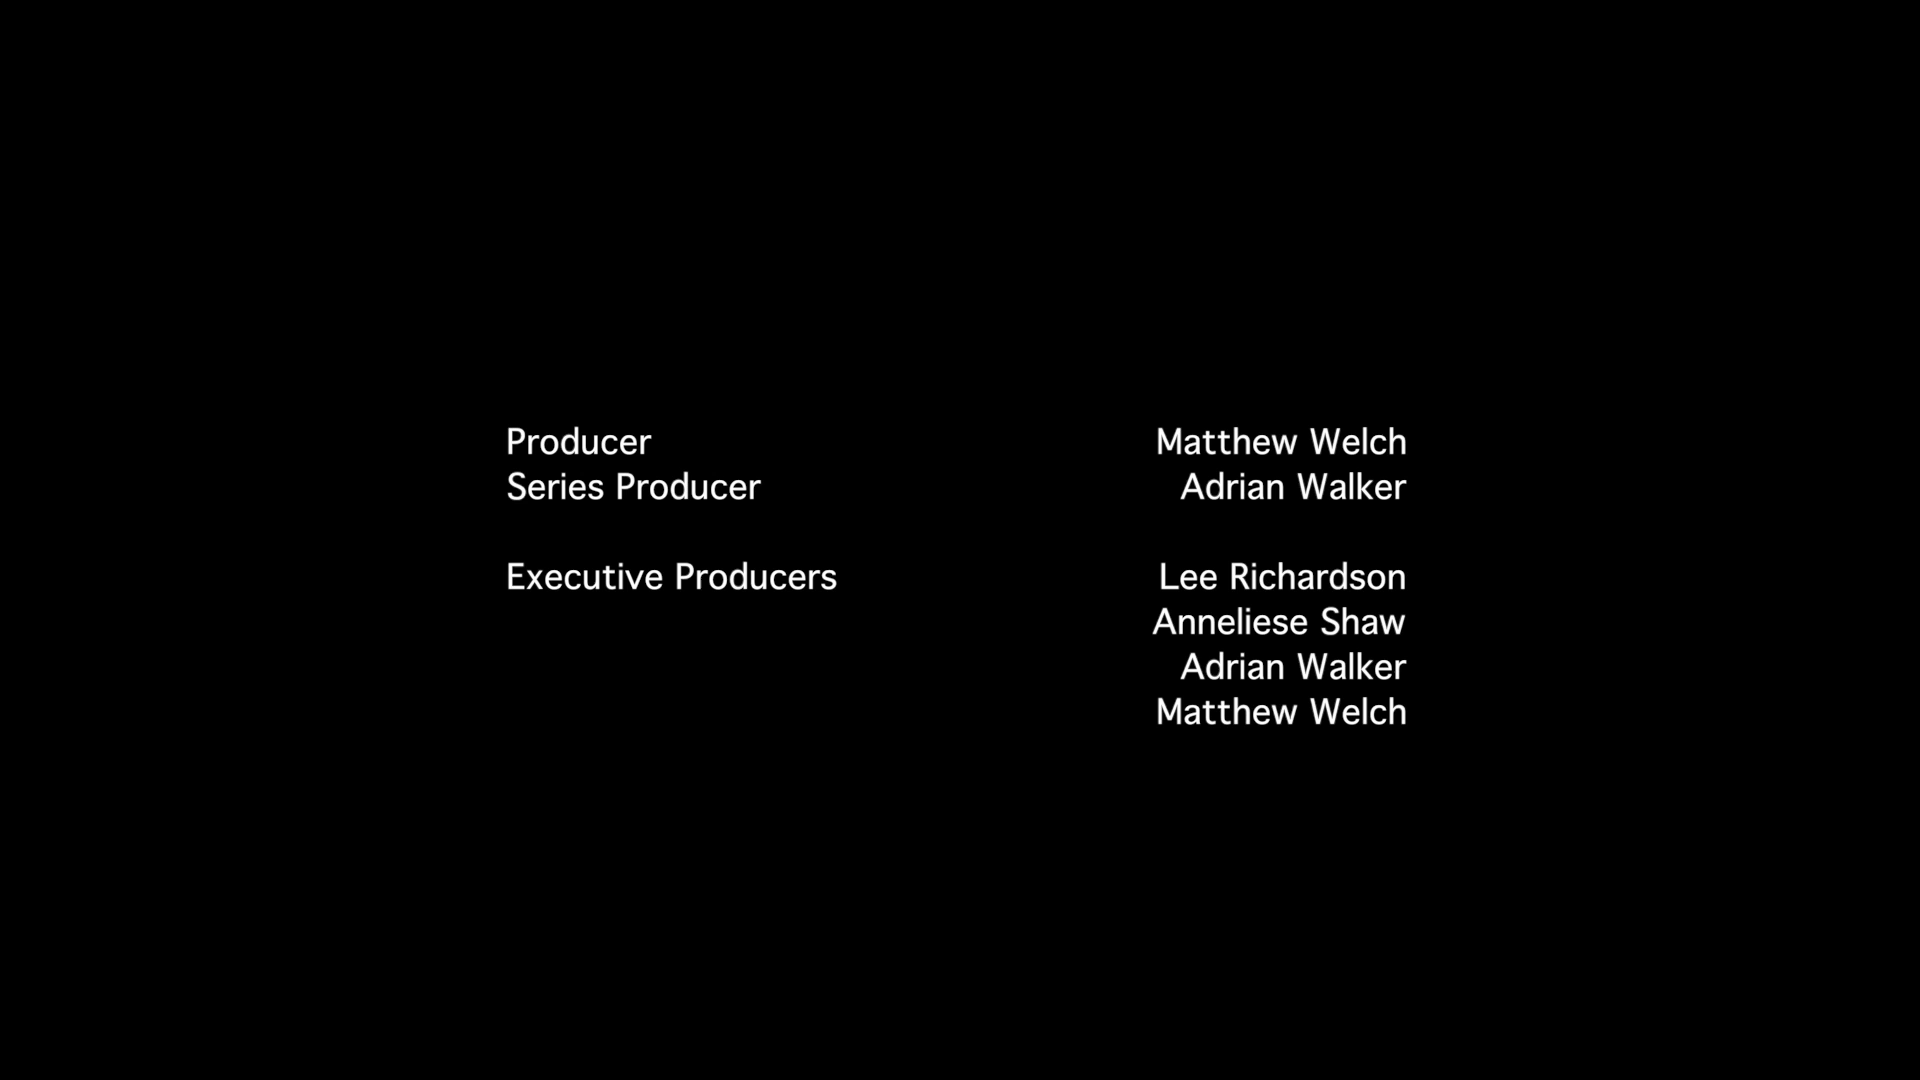 Producer Matthew Welch
Series Producer Adrian Walker
Executive Producers Lee Richardson
Anneliese Shaw
Adrian Walker
Matthew Welch